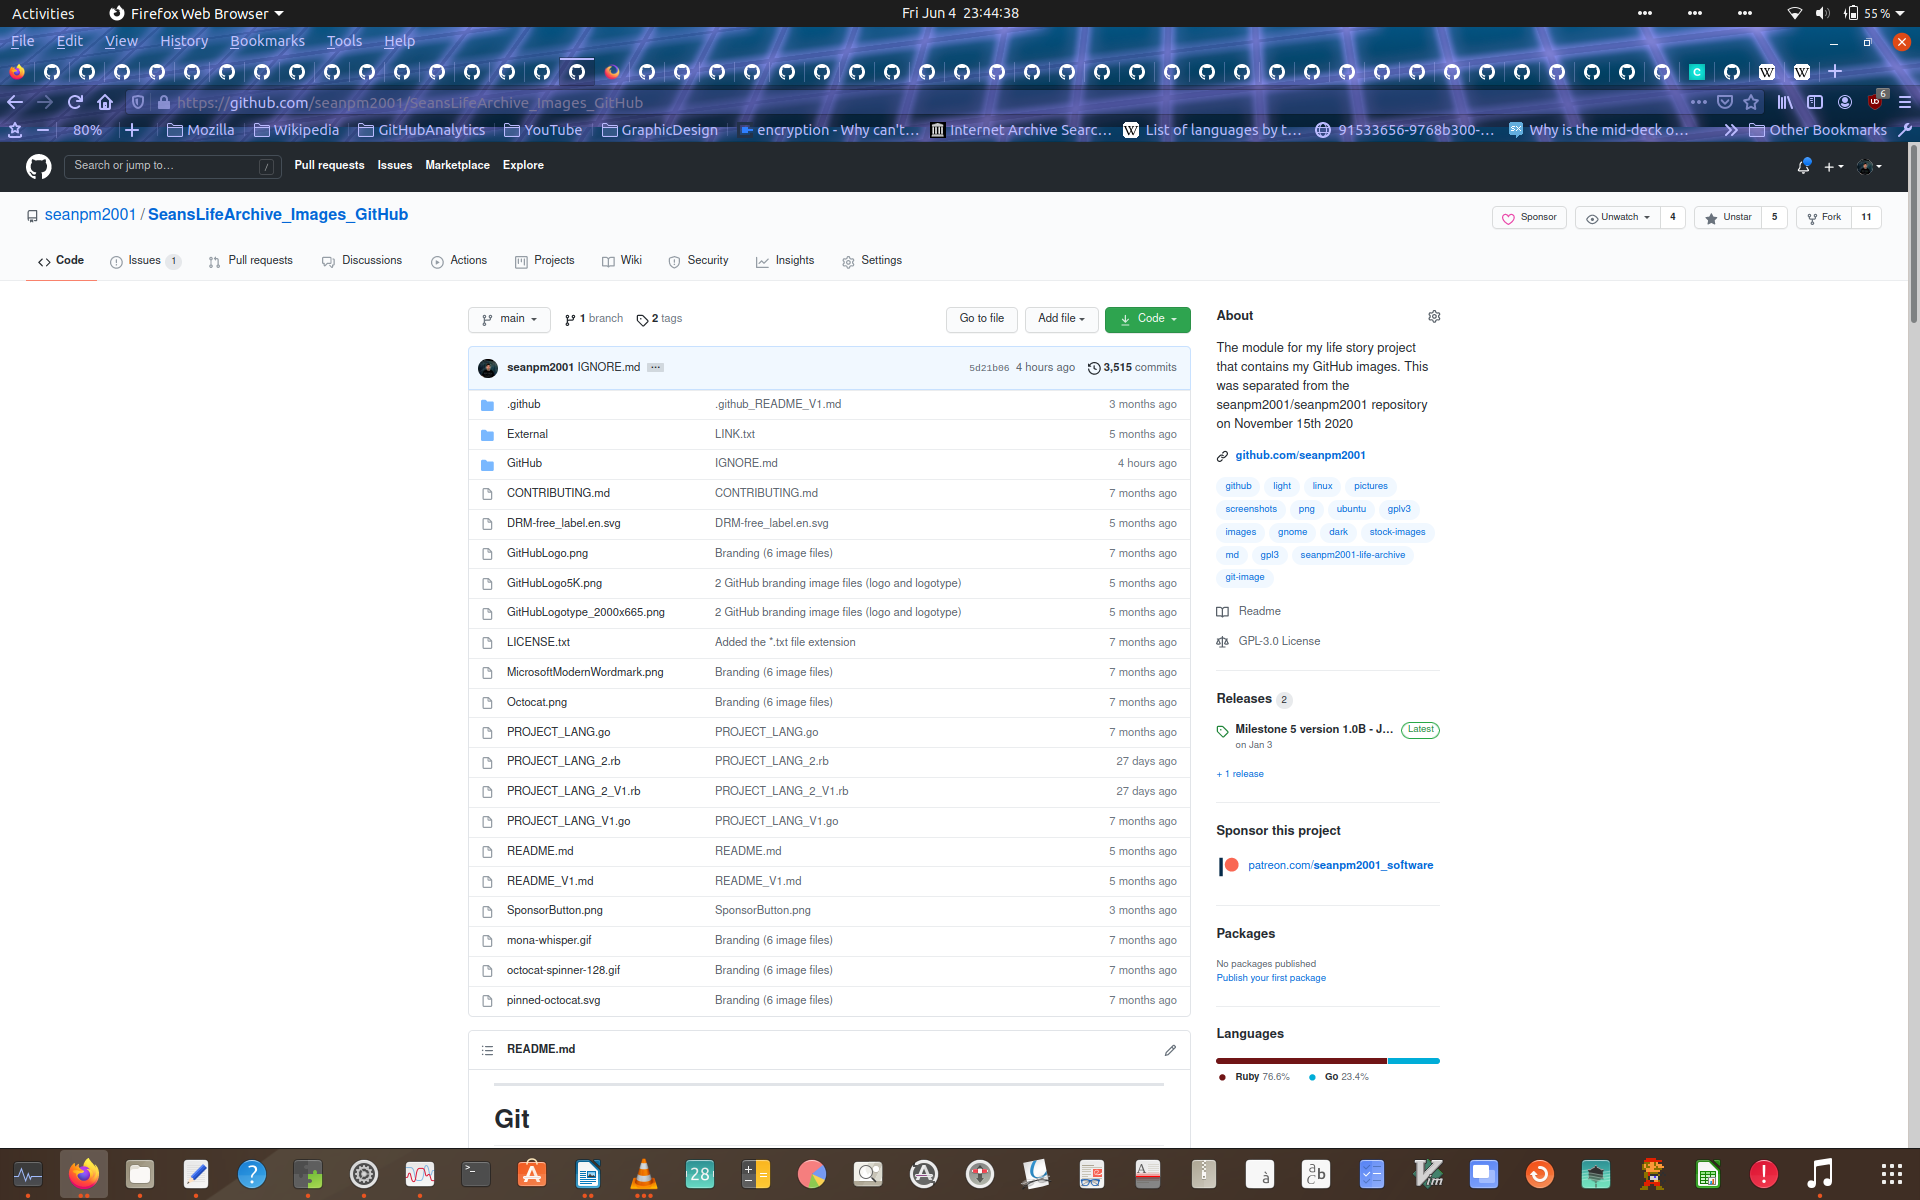 Activities Firefox Web Browser Fri Jun 4 23:44:38 55 %
File Edit View History Bookmarks Tools Help
https://github.com/seanpm2001/SeansLifeArchive_Images_GitHub 6
80% Mozilla Wikipedia GitHubAnalytics YouTube GraphicDesign encryption - Why can't… Internet Archive Searc… List of languages by t… 91533656-9768b300-… Why is the mid-deck o… Other Bookmarks
Search or jump to… / Pull requests Issues Marketplace Explore
seanpm2001 / SeansLifeArchive_Images_GitHub Sponsor Unwatch 4 Unstar 5 Fork 11
Code Issues 1 Pull requests Discussions Actions Projects Wiki Security Insights Settings
main 1 branch 2 tags Go to file Add file Code
seanpm2001 IGNORE.md … 5d21b06 4 hours ago 3,515 commits
.github .github_README_V1.md 3 months ago
External LINK.txt 5 months ago
GitHub IGNORE.md 4 hours ago
CONTRIBUTING.md CONTRIBUTING.md 7 months ago
DRM-free_label.en.svg DRM-free_label.en.svg 5 months ago
GitHubLogo.png Branding (6 image files) 7 months ago
GitHubLogo5K.png 2 GitHub branding image files (logo and logotype) 5 months ago
GitHubLogotype_2000x665.png 2 GitHub branding image files (logo and logotype) 5 months ago
LICENSE.txt Added the *.txt file extension 7 months ago
MicrosoftModernWordmark.png Branding (6 image files) 7 months ago
Octocat.png Branding (6 image files) 7 months ago
PROJECT_LANG.go PROJECT_LANG.go 7 months ago
PROJECT_LANG_2.rb PROJECT_LANG_2.rb 27 days ago
PROJECT_LANG_2_V1.rb PROJECT_LANG_2_V1.rb 27 days ago
PROJECT_LANG_V1.go PROJECT_LANG_V1.go 7 months ago
README.md README.md 5 months ago
README_V1.md README_V1.md 5 months ago
SponsorButton.png SponsorButton.png 3 months ago
mona-whisper.gif Branding (6 image files) 7 months ago
octocat-spinner-128.gif Branding (6 image files) 7 months ago
pinned-octocat.svg Branding (6 image files) 7 months ago
README.md
Git
About
The module for my life story project
that contains my GitHub images. This
was separated from the
seanpm2001/seanpm2001 repository
on November 15th 2020
github.com/seanpm2001
github light linux pictures
screenshots png ubuntu gplv3
images gnome dark stock-images
md gpl3 seanpm2001-life-archive
git-image
Readme
GPL-3.0 License
Releases 2
Milestone 5 version 1.0B - J… Latest
on Jan 3
+ 1 release
Sponsor this project
patreon.com/seanpm2001_software
Packages
No packages published
Publish your first package
Languages
Ruby 76.6% Go 23.4%
28